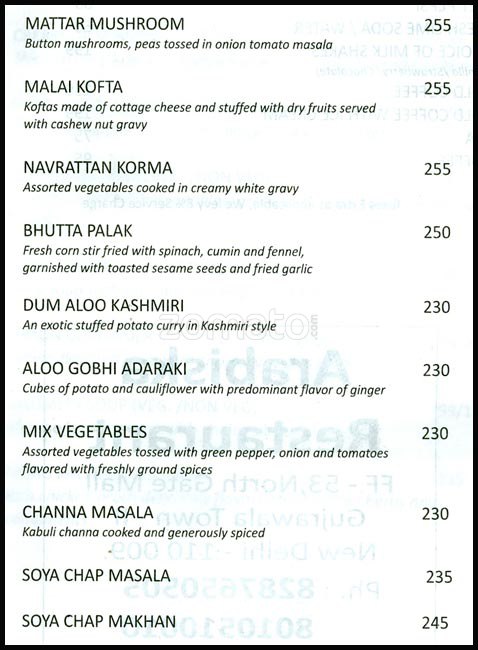 MATTAR MUSHROOM 255
Button mushrooms, peas tossed in onion tomato masala
MALAI KOFTA 255
Koftas made of cottage cheese and stuffed with dry fruits served
with cashew nut gravy
NAVRATTAN KORMA 255
Assorted vegetables cooked in creamy white gravy
BHUTTA PALAK 250
Fresh corn stir fried with spinach, cumin and fennel,
garnished with toasted sesame seeds and fried garlic
DUM ALOO KASHMIRI 230
An exotic stuffed potato curry in Kashmiri style
zomato.com
ALOO GOBHI ADARAKI 230
Cubes of potato and cauliflower with predominant flavor of ginger
MIX VEGETABLES 230
Assorted vegetables tossed with green pepper, onion and tomatoes
flavored with freshly ground spices
CHANNA MASALA 230
Kabuli channa cooked and generously spiced
SOYA CHAP MASALA 235
SOYA CHAP MAKHAN 245
Arabiska
Restaurant
FF - 53, North Gate Mall
Gujrawala Town
New Delhi - 110 009